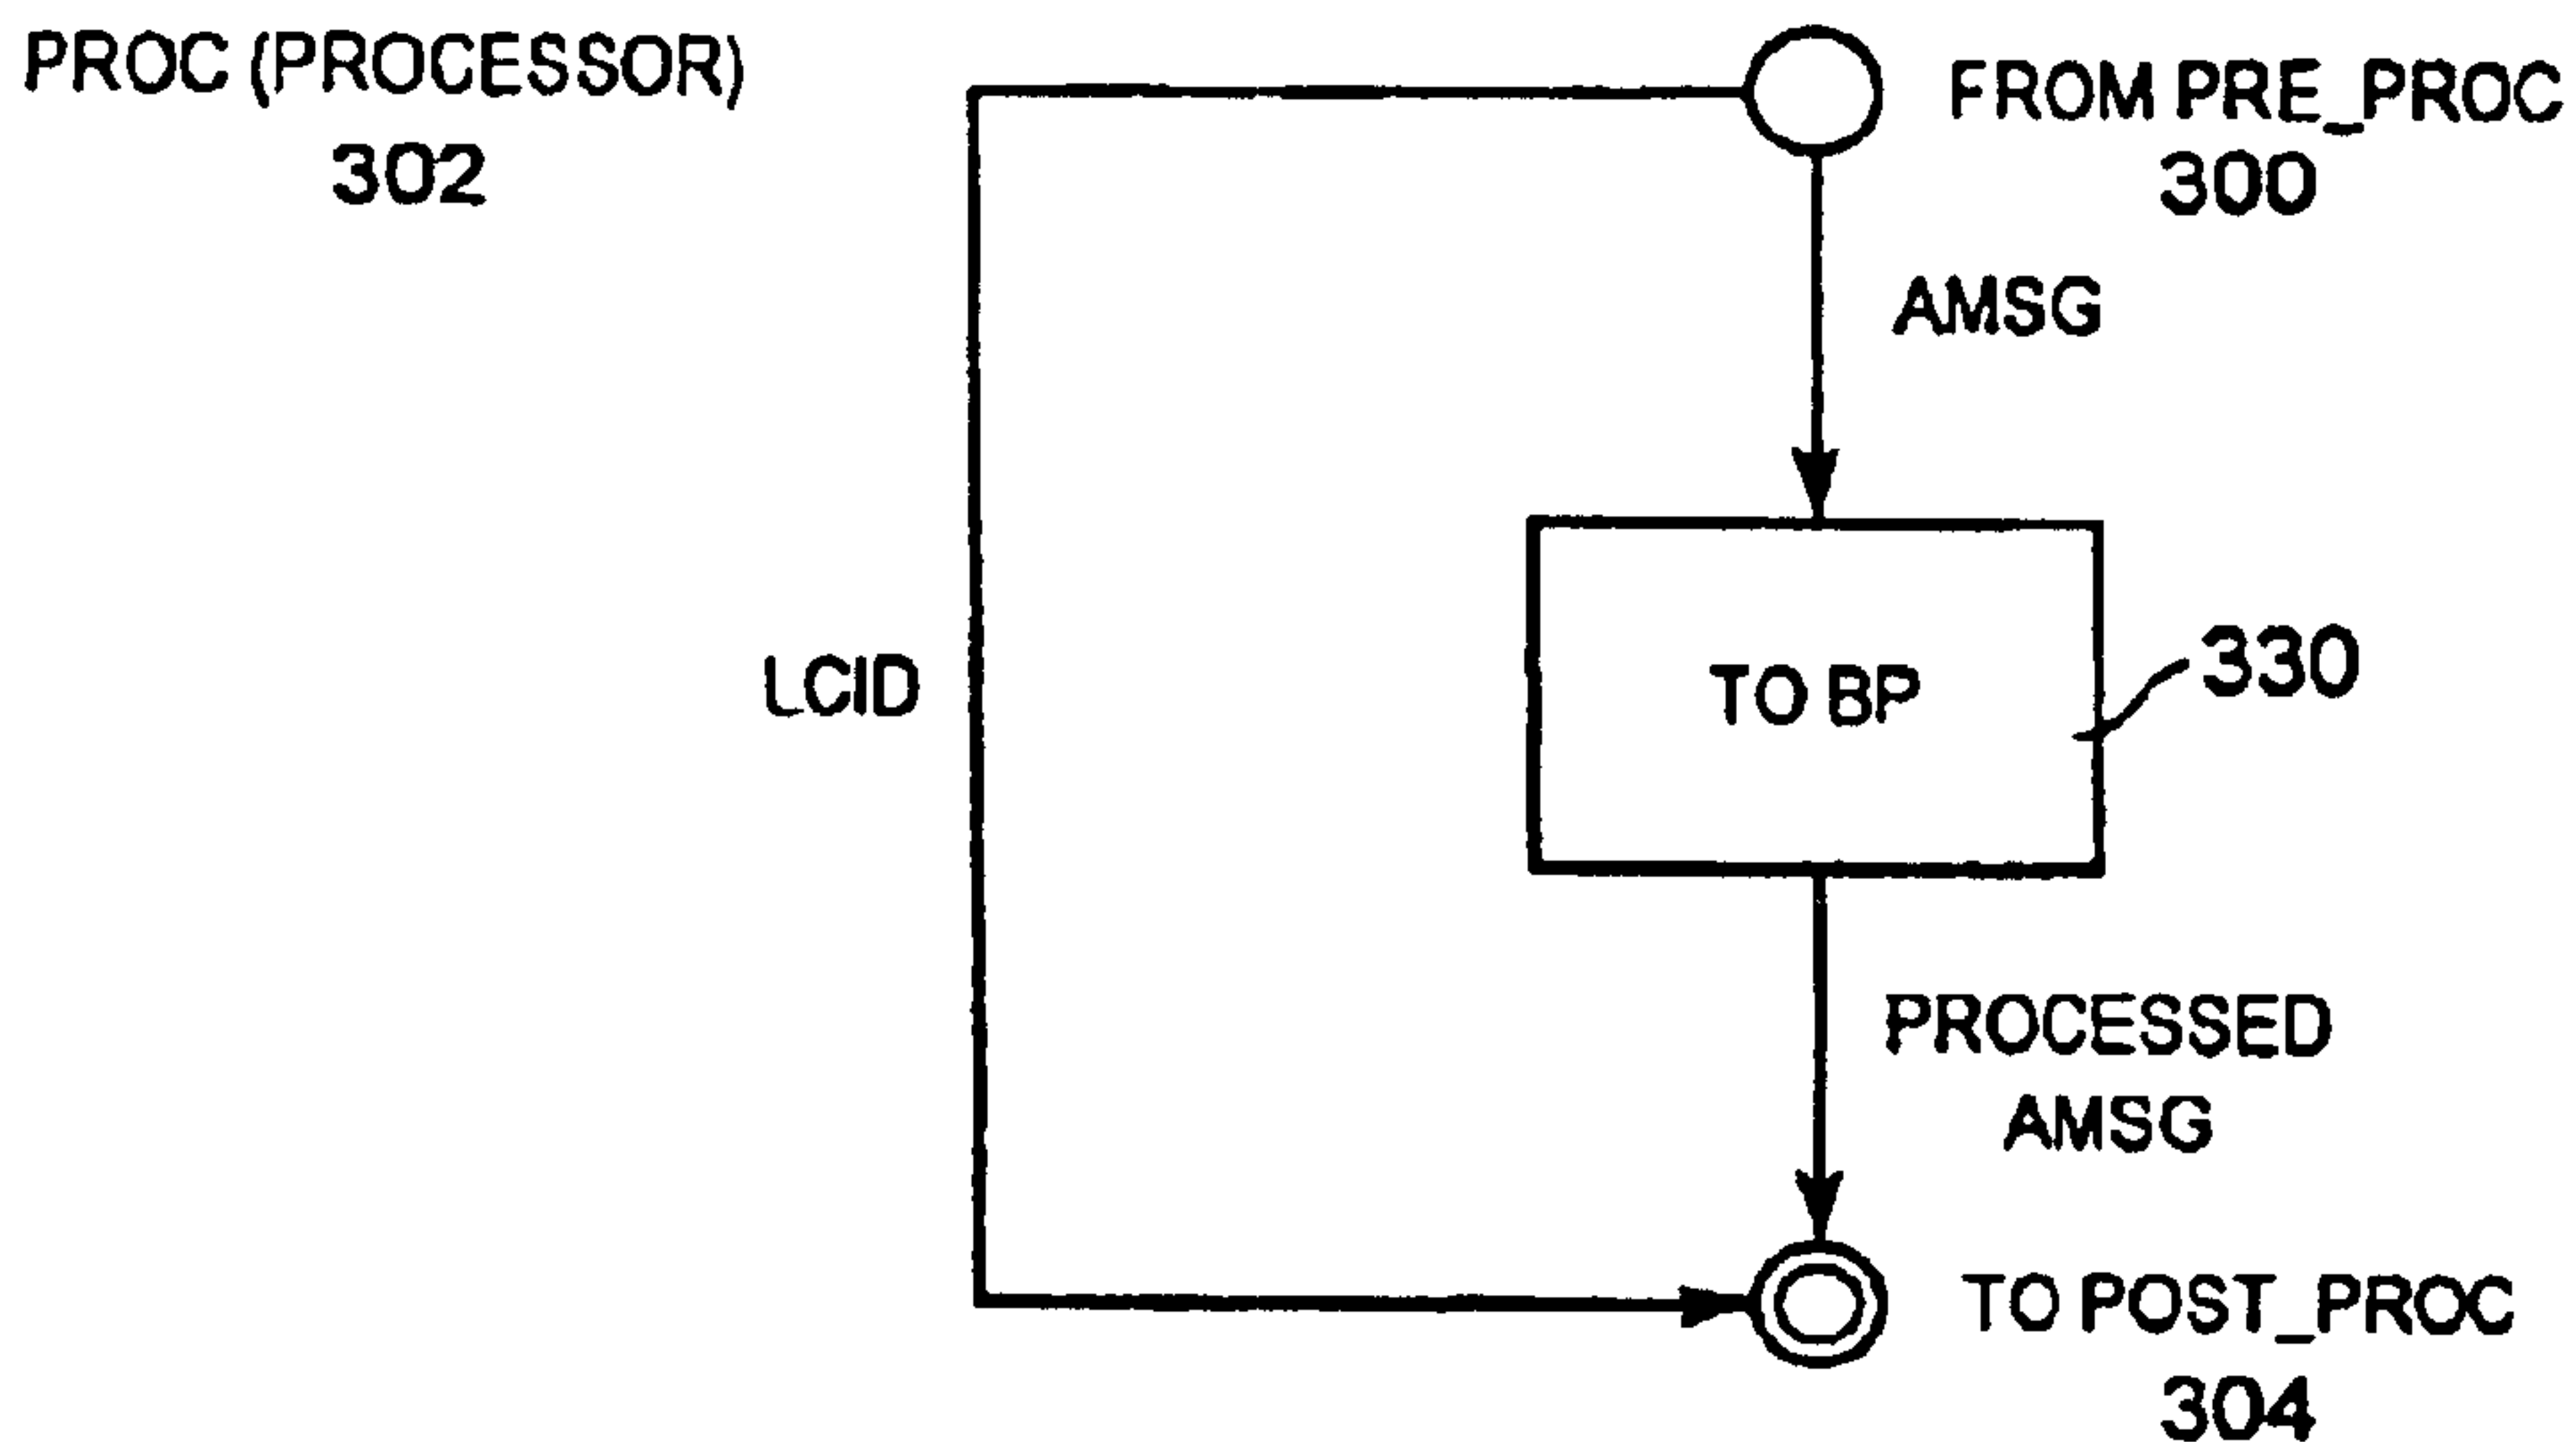 PROC (PROCESSOR)
302
FROM PRE_PROC
300
AMSG
LCID
TO BP
330
PROCESSED
AMSG
TO POST_PROC
304